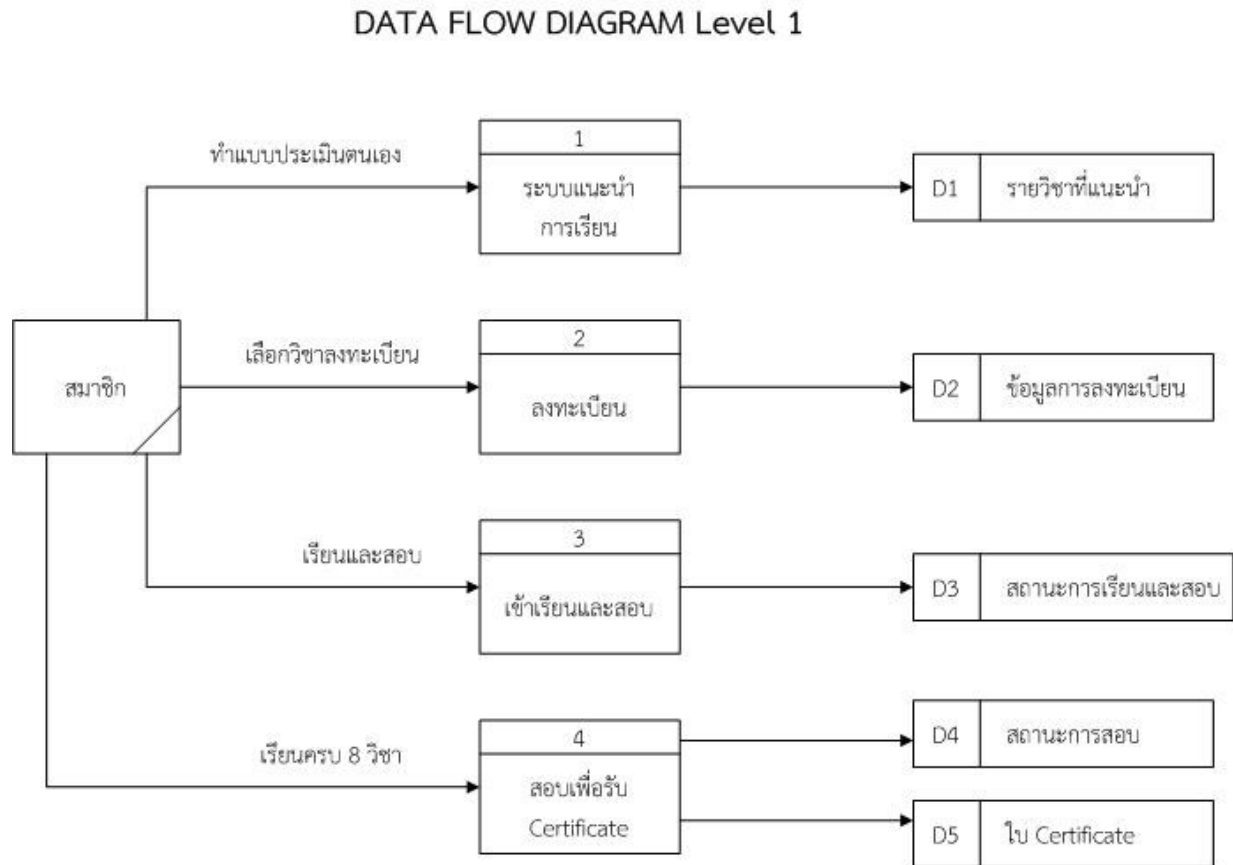 DATA FLOW DIAGRAM Level 1
ทำแบบประเมินตนเอง
1
ระบบแนะนำ
การเรียน
D1
รายวิชาที่แนะนำ
สมาชิก
เลือกวิชาลงทะเบียน
2
ลงทะเบียน
D2
ข้อมูลการลงทะเบียน
เรียนและสอบ
3
เข้าเรียนและสอบ
D3
สถานะการเรียนและสอบ
เรียนครบ 8 วิชา
4
สอบเพื่อรับ
Certificate
D4
สถานะการสอบ
D5
ใบ Certificate